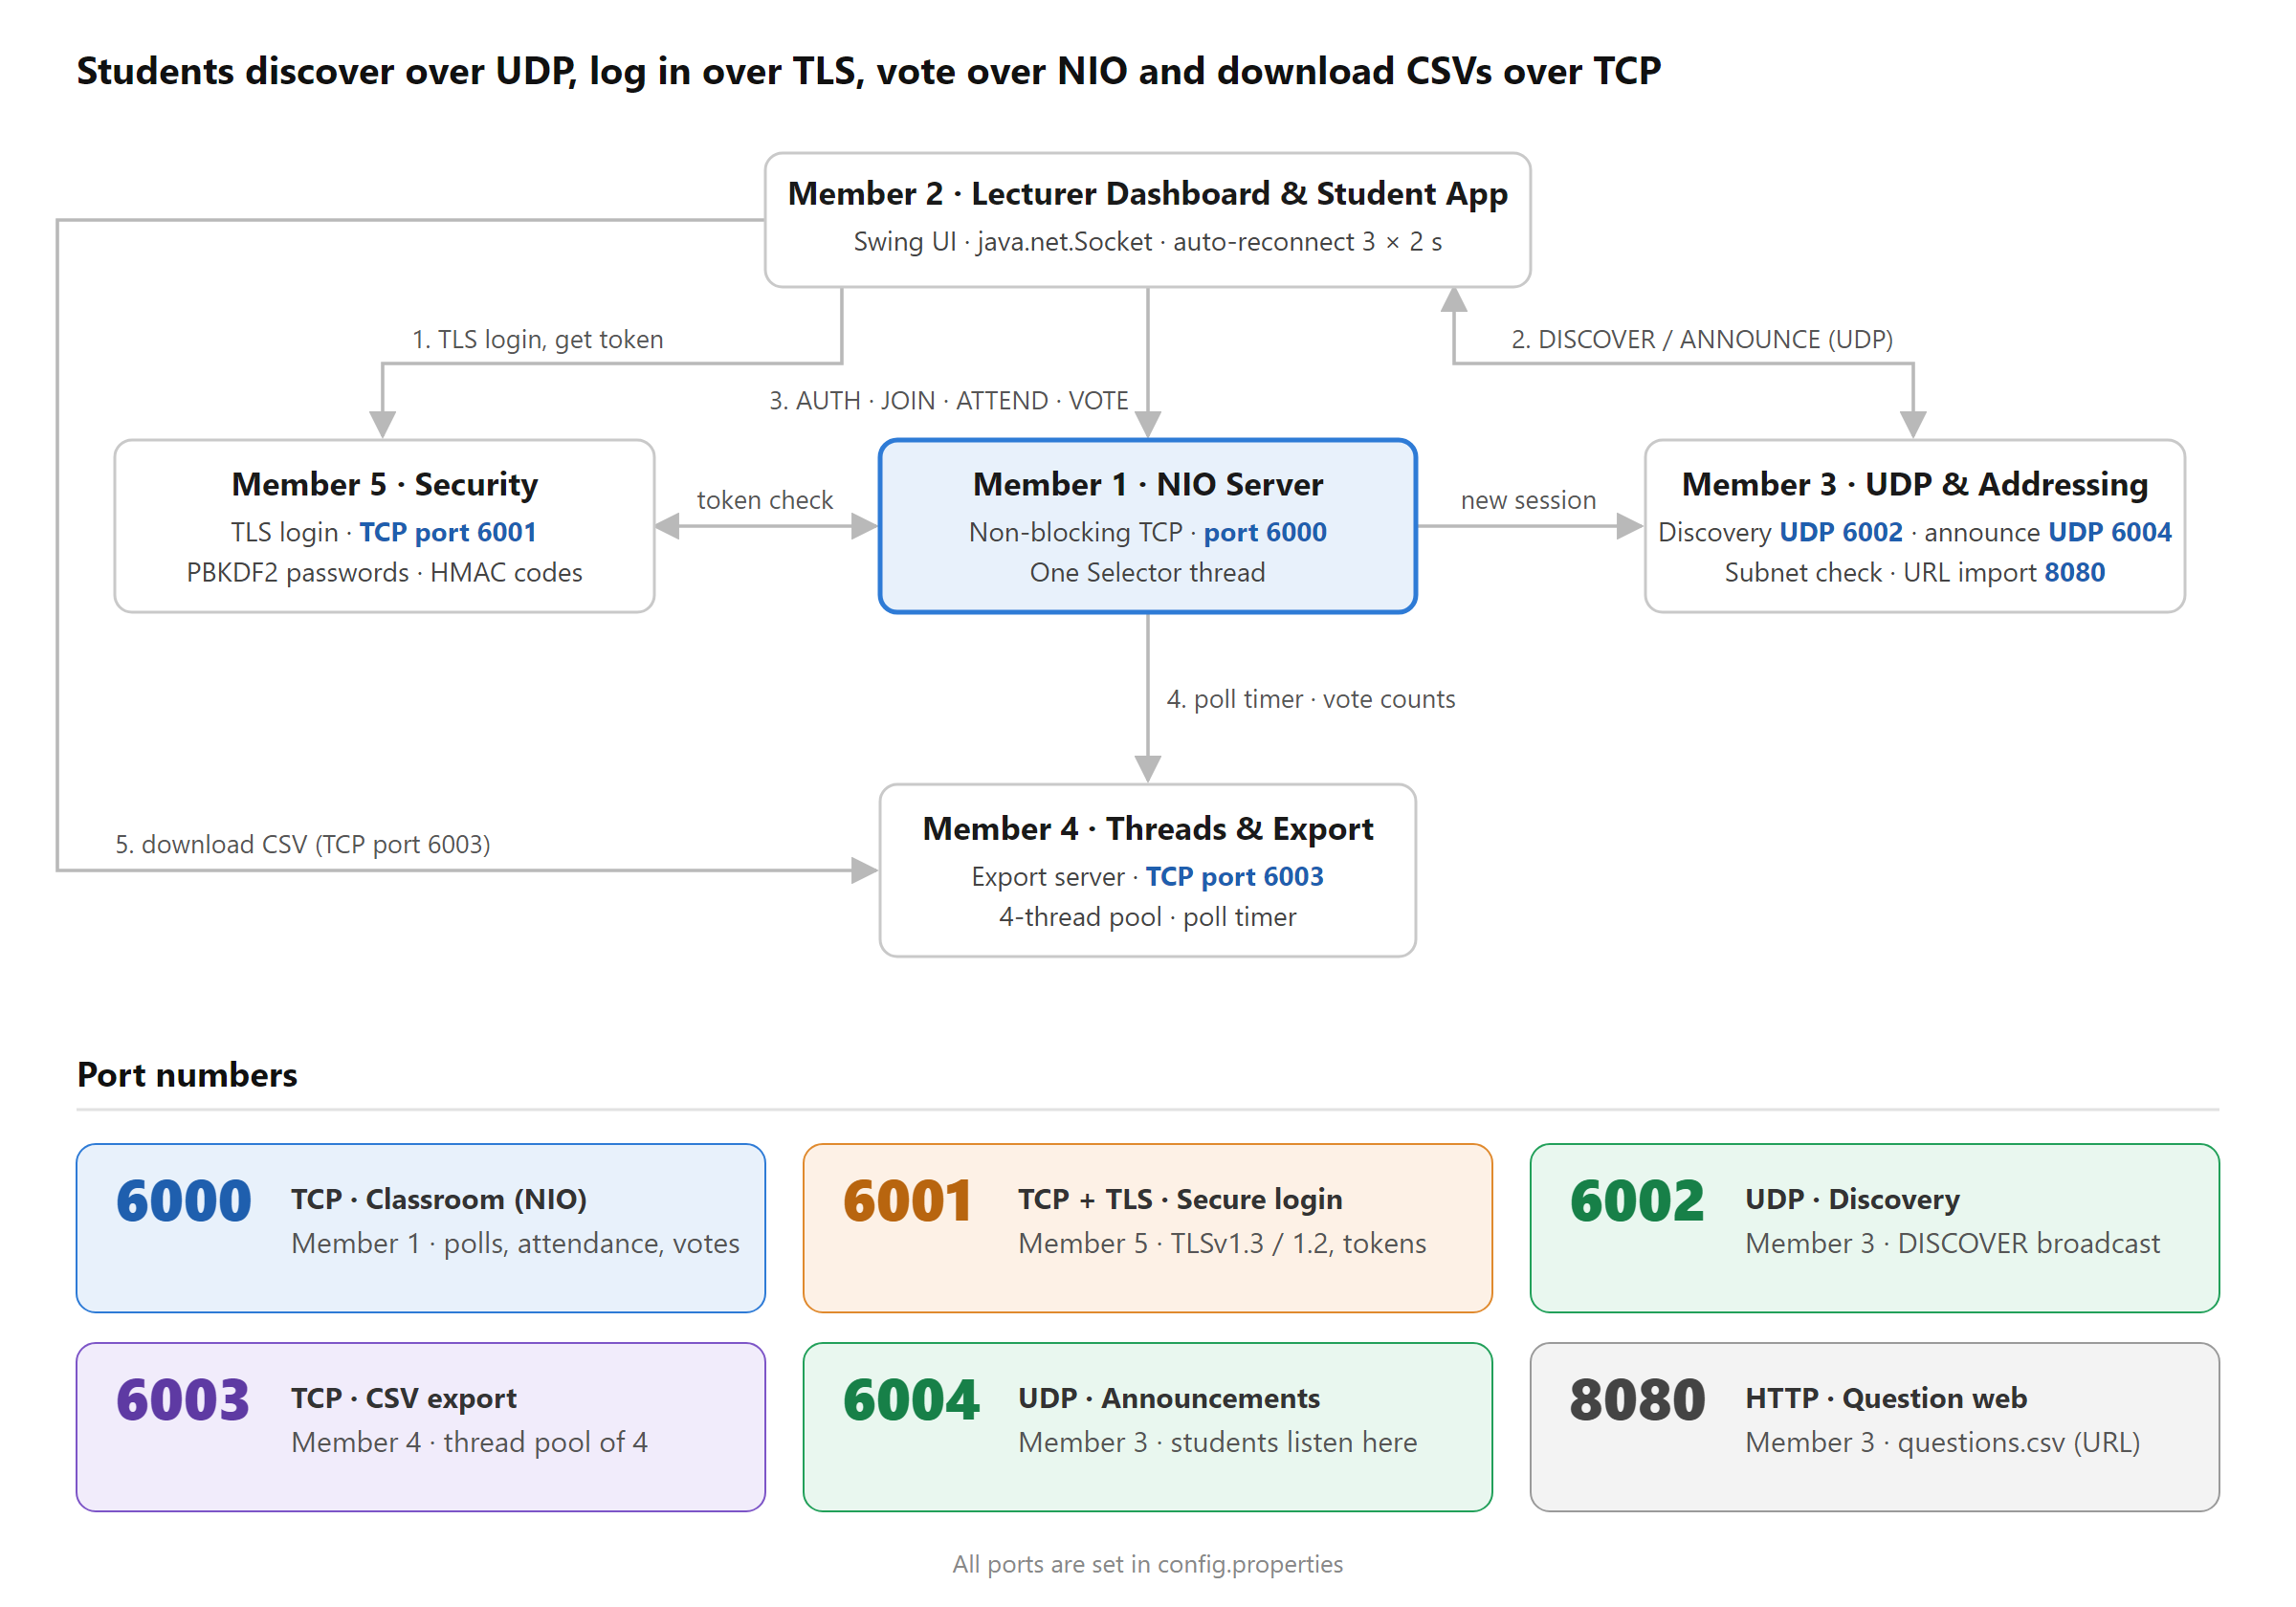 Students discover over UDP, log in over TLS, vote over NIO and download CSVs over TCP
Member 2 · Lecturer Dashboard & Student App
Swing UI · java.net.Socket · auto-reconnect 3 × 2 s
1. TLS login, get token
2. DISCOVER / ANNOUNCE (UDP)
3. AUTH · JOIN · ATTEND · VOTE
Member 5 · Security
TLS login · TCP port 6001
PBKDF2 passwords · HMAC codes
token check
Member 1 · NIO Server
Non-blocking TCP · port 6000
One Selector thread
new session
Member 3 · UDP & Addressing
Discovery UDP 6002 · announce UDP 6004
Subnet check · URL import 8080
4. poll timer · vote counts
5. download CSV (TCP port 6003)
Member 4 · Threads & Export
Export server · TCP port 6003
4-thread pool · poll timer
Port numbers
6000
TCP · Classroom (NIO)
Member 1 · polls, attendance, votes
6001
TCP + TLS · Secure login
Member 5 · TLSv1.3 / 1.2, tokens
6002
UDP · Discovery
Member 3 · DISCOVER broadcast
6003
TCP · CSV export
Member 4 · thread pool of 4
6004
UDP · Announcements
Member 3 · students listen here
8080
HTTP · Question web
Member 3 · questions.csv (URL)
All ports are set in config.properties